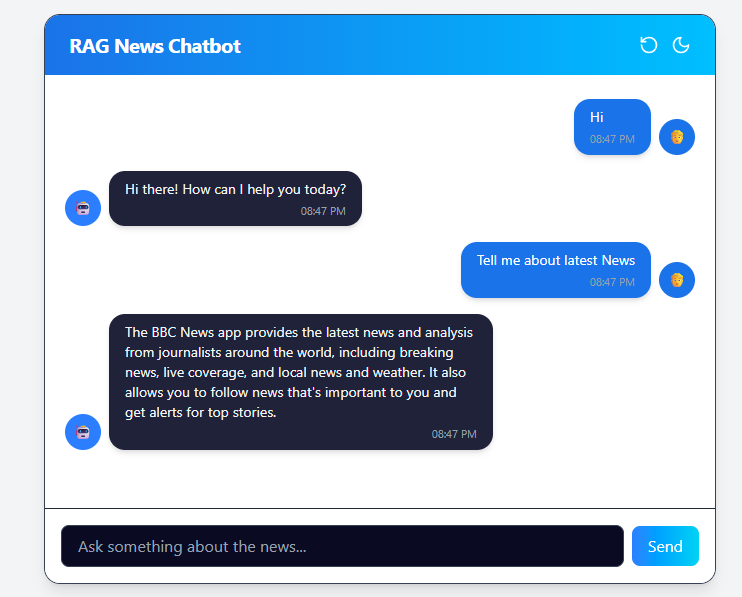 RAG News Chatbot
Hi
08:47 PM
Hi there! How can I help you today?
08:47 PM
Tell me about latest News
08:47 PM
The BBC News app provides the latest news and analysis
from journalists around the world, including breaking
news, live coverage, and local news and weather. It also
allows you to follow news that's important to you and
get alerts for top stories.
08:47 PM
Ask something about the news...
Send